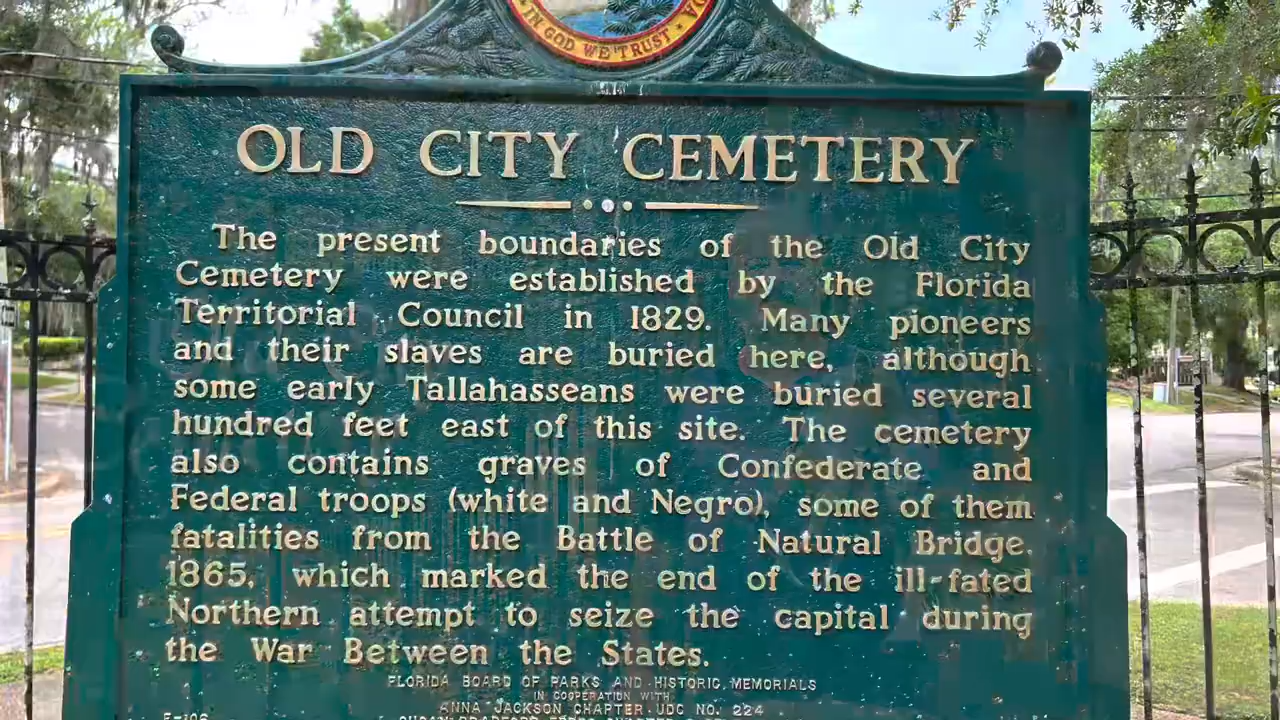 IN GOD WE TRUST
OLD CITY CEMETERY
The present boundaries of the Old City
Cemetery were established by the Florida
Territorial Council in 1829. Many pioneers
and their slaves are buried here, although
some early Tallahasseans were buried several
hundred feet east of this site. The cemetery
also contains graves of Confederate and
Federal troops (white and Negro), some of them
fatalities from the Battle of Natural Bridge,
1865, which marked the end of the ill-fated
Northern attempt to seize the capital during
the War Between the States.
FLORIDA BOARD OF PARKS AND HISTORIC MEMORIALS
IN COOPERATION WITH
ANNA JACKSON CHAPTER UDC NO. 224
F-106